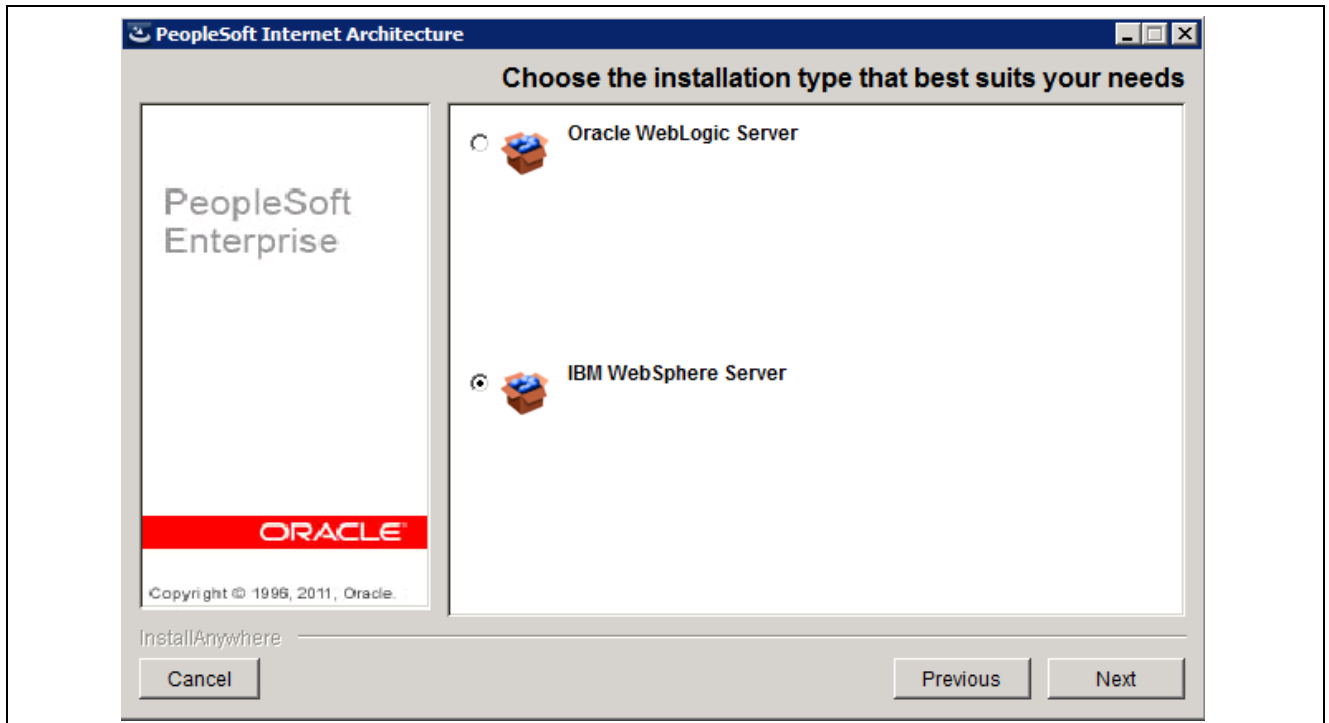 PeopleSoft Internet Architecture
Choose the installation type that best suits your needs
PeopleSoft
Enterprise
ORACLE
Copyright © 1996, 2011, Oracle.
Oracle WebLogic Server
IBM WebSphere Server
InstallAnywhere
Cancel
Previous
Next